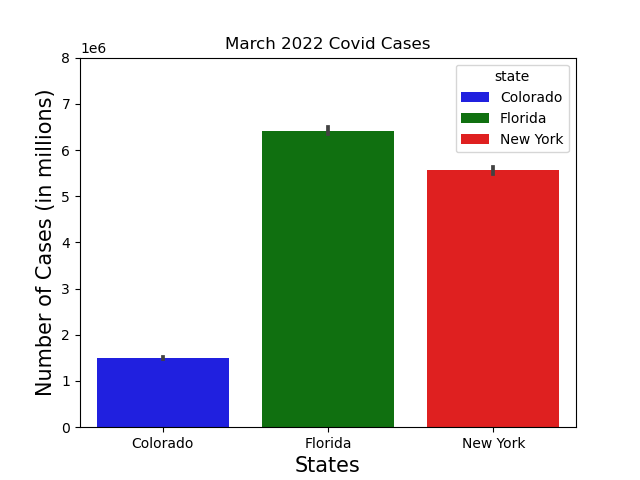 March 2022 Covid Cases
1e6
Number of Cases (in millions)
8
7
6
5
4
3
2
1
0
state
Colorado
Florida
New York
Colorado
Florida
New York
States